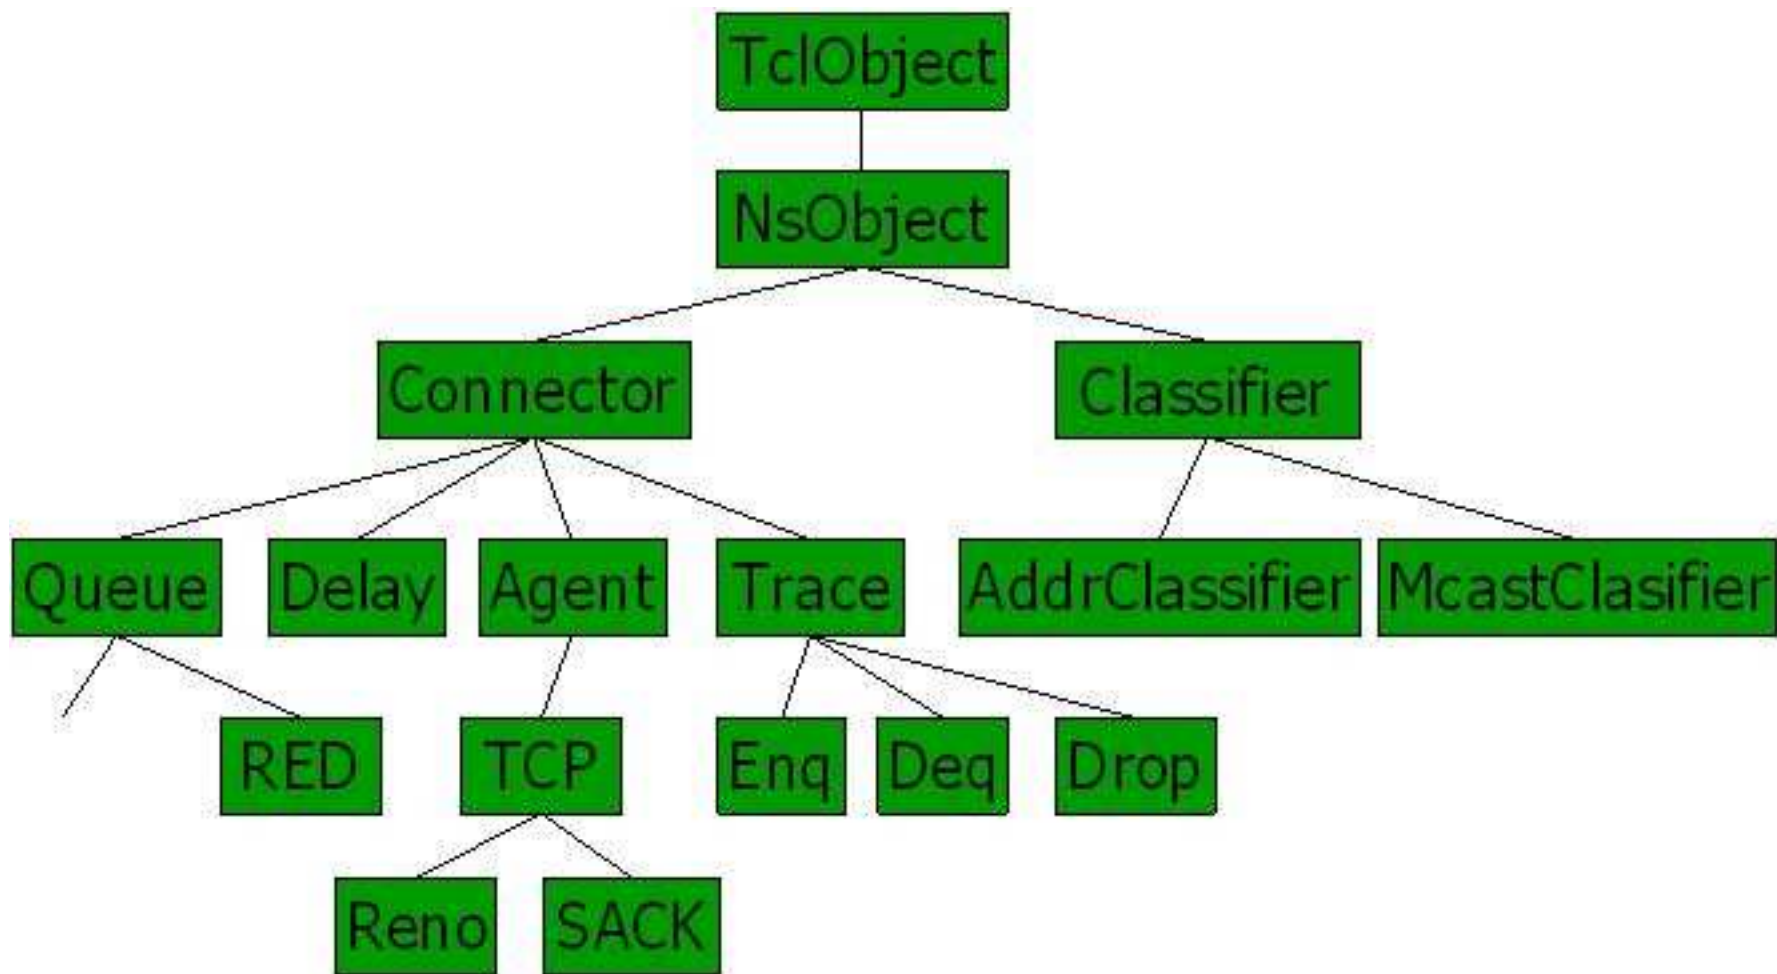 TclObject
NsObject
Connector
Classifier
Queue
Delay
Agent
Trace
AddrClassifier
McastClasifier
RED
TCP
Enq
Deq
Drop
Reno
SACK